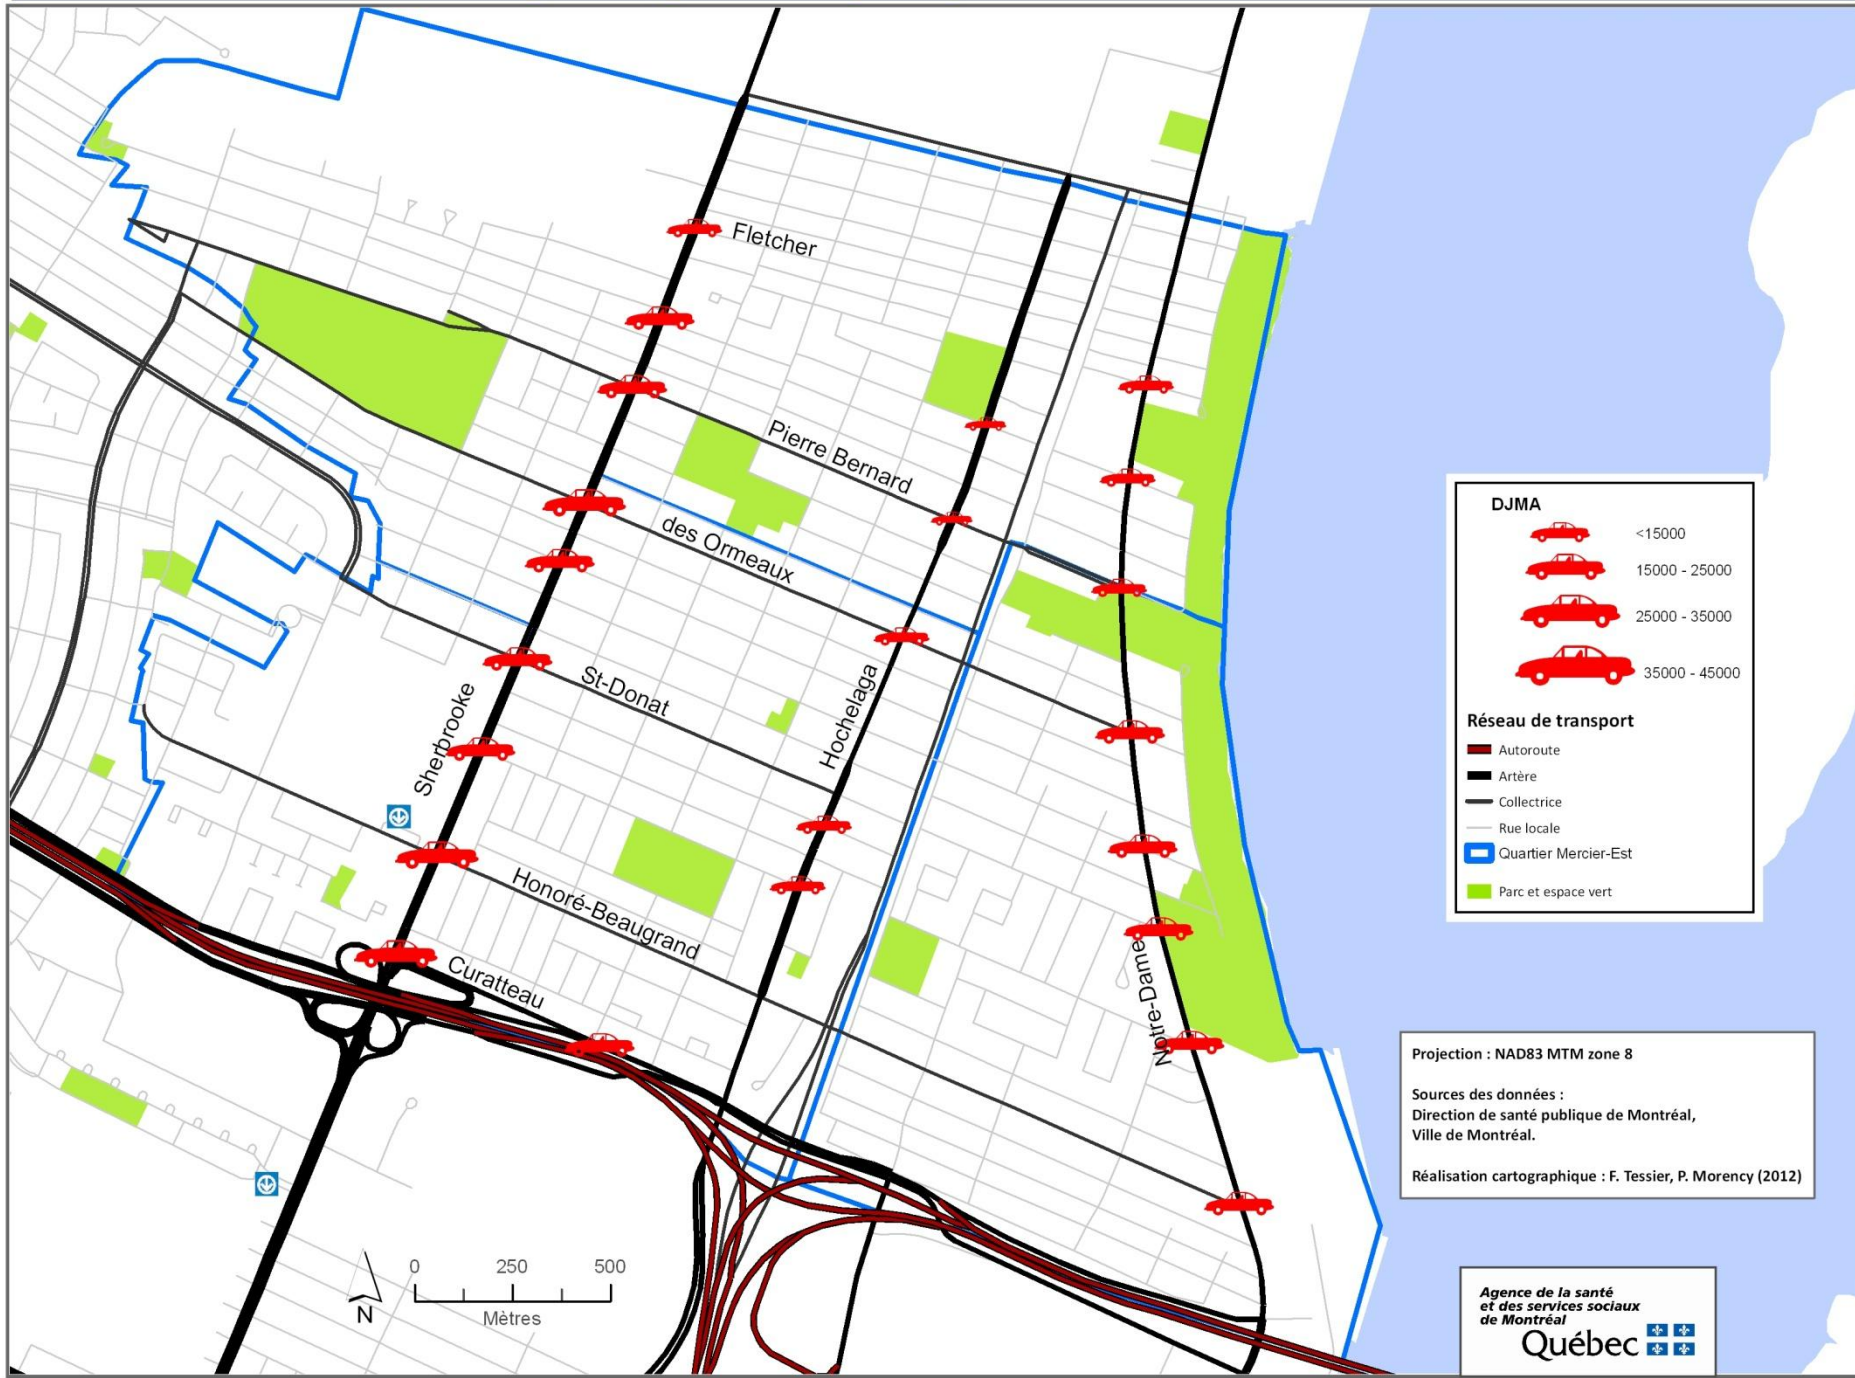 Fletcher
Pierre Bernard
des Ormeaux
St-Donat
Sherbrooke
Hochelaga
Honoré-Beaugrand
Curatteau
Notre-Dame
DJMA
<15000
15000 - 25000
25000 - 35000
35000 - 45000
Réseau de transport
Autoroute
Artère
Collectrice
Rue locale
Quartier Mercier-Est
Parc et espace vert
Projection : NAD83 MTM zone 8
Sources des données :
Direction de santé publique de Montréal,
Ville de Montréal.
Réalisation cartographique : F. Tessier, P. Morency (2012)
0 250 500
Mètres
N
Agence de la santé
et des services sociaux
de Montréal
Québec